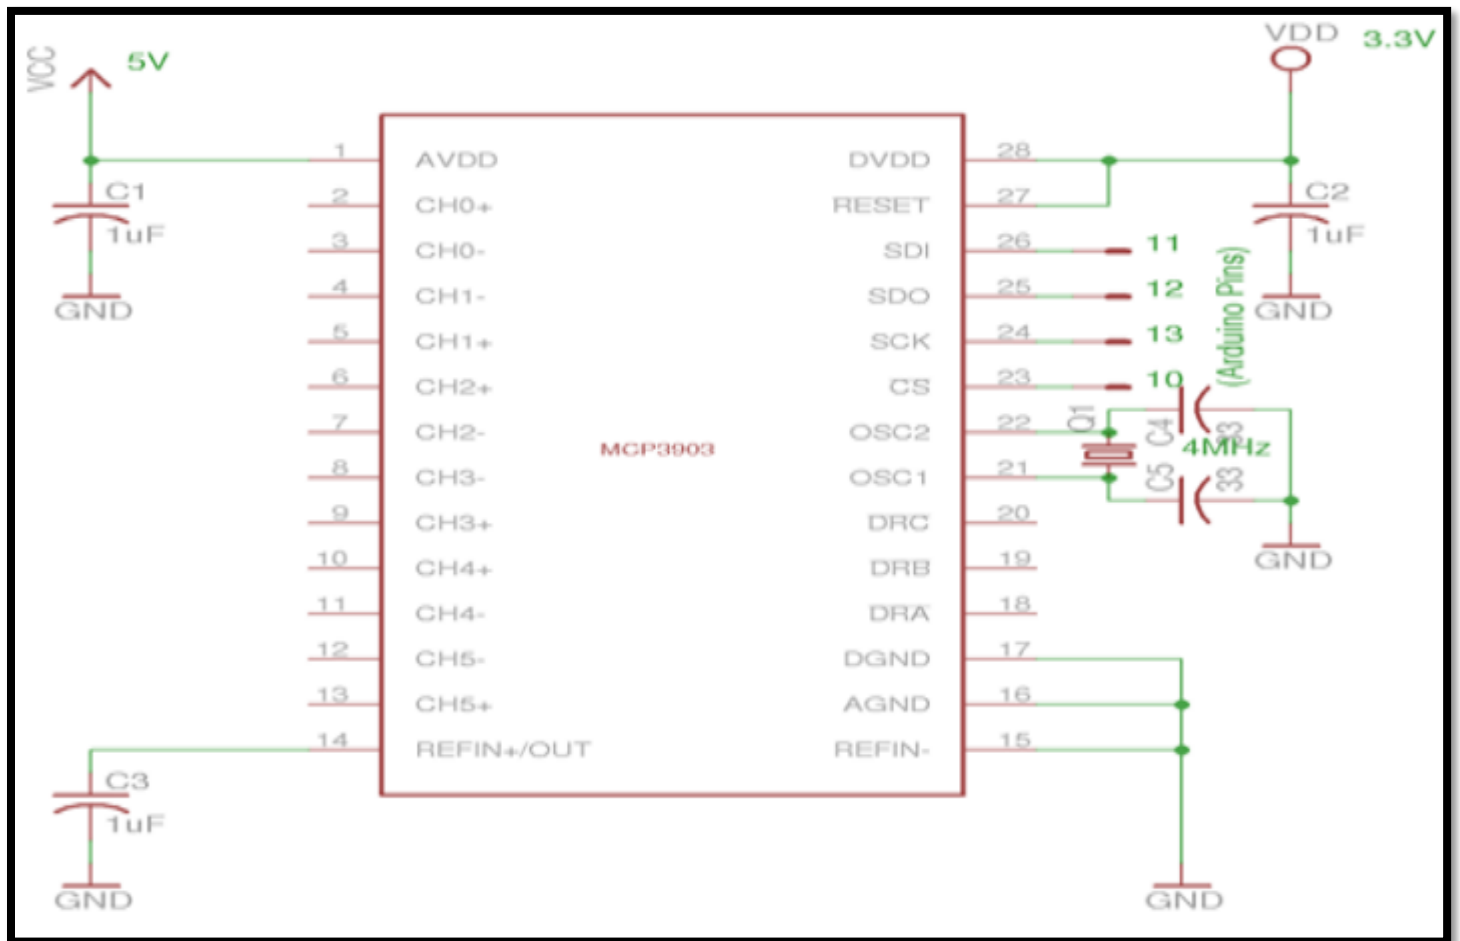 VCC
5V
VDD
3.3V
1
AVDD
DVDD
28
C1
1uF
2
CH0+
RESET
27
C2
1uF
3
CH0-
SDI
26
11
GND
4
CH1-
SDO
25
12
GND
5
CH1+
SCK
24
13
(Arduino Pins)
6
CH2+
CS
23
10
7
CH2-
MCP3903
OSC2
22
Q1
C4
33
4MHz
8
CH3-
OSC1
21
C5
33
9
CH3+
DRC
20
10
CH4+
DRB
19
GND
11
CH4-
DRA
18
12
CH5-
DGND
17
13
CH5+
AGND
16
14
REFIN+/OUT
REFIN-
15
C3
1uF
GND
GND